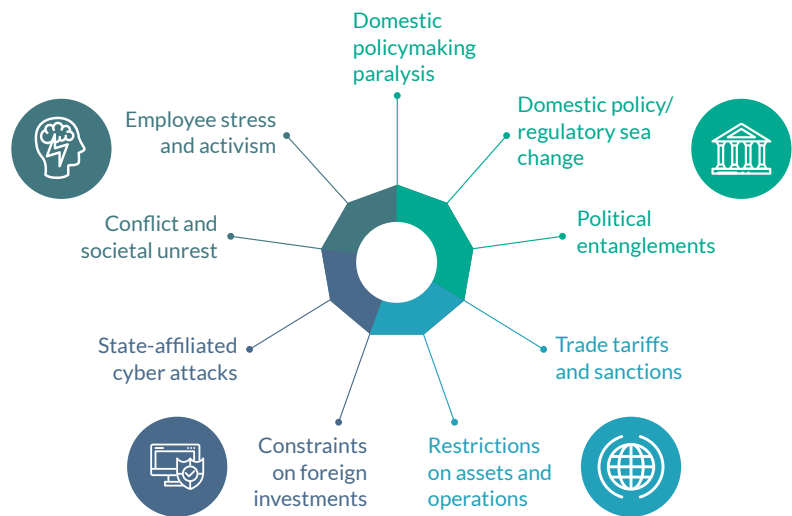 Domestic
policymaking
paralysis
Domestic policy/
regulatory sea
change
Political
entanglements
Trade tariffs
and sanctions
Restrictions
on assets and
operations
Constraints
on foreign
investments
State-affiliated
cyber attacks
Conflict and
societal unrest
Employee stress
and activism